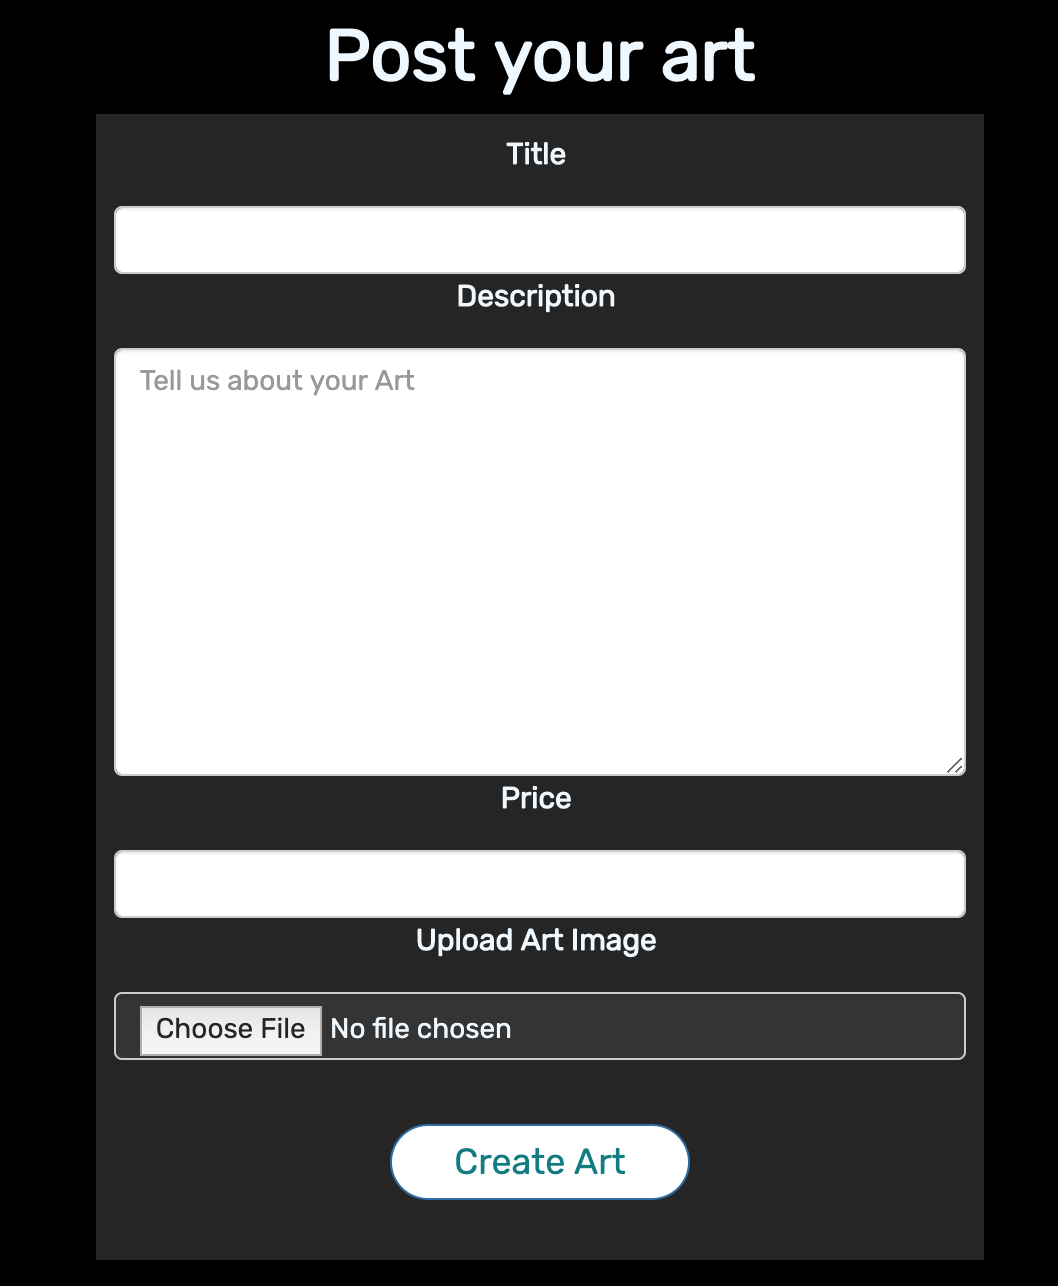 Post your art
Title
Description
Tell us about your Art
Price
Upload Art Image
Choose File No file chosen
Create Art